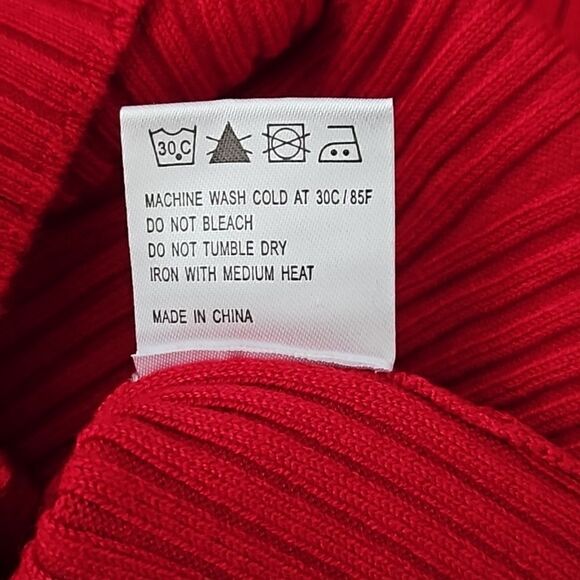 30C
MACHINE WASH COLD AT 30C / 85F
DO NOT BLEACH
DO NOT TUMBLE DRY
IRON WITH MEDIUM HEAT
MADE IN CHINA